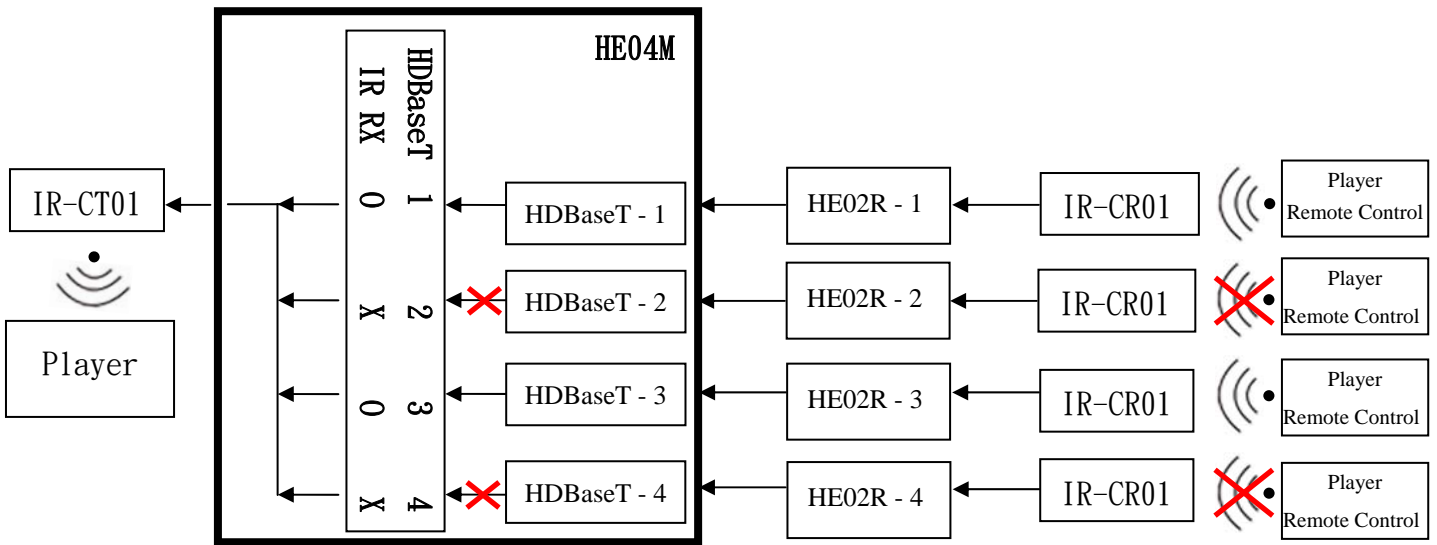 HE04M
HDBaseT 1 2 3 4
IR RX O X O X
IR-CT01
Player
HDBaseT - 1
HE02R - 1
IR-CR01
Player
Remote Control
HDBaseT - 2
HE02R - 2
IR-CR01
Player
Remote Control
HDBaseT - 3
HE02R - 3
IR-CR01
Player
Remote Control
HDBaseT - 4
HE02R - 4
IR-CR01
Player
Remote Control